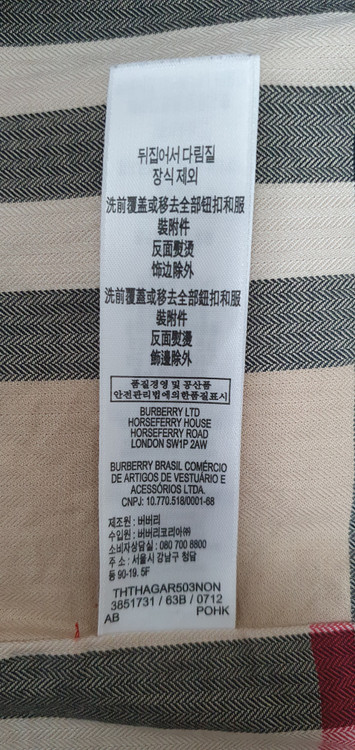 뒤집어서 다림질
장식 제외
洗前覆蓋或移去全部鈕扣和服
裝附件
反面熨烫
饰边除外
洗前覆蓋或移去全部鈕扣和服
裝附件
反面熨燙
飾邊除外
품질경영 및 공산품
안전관리법에의한품질표시
BURBERRY LTD
HORSEFERRY HOUSE
HORSEFERRY ROAD
LONDON SW1P 2AW
BURBERRY BRASIL COMÉRCIO
DE ARTIGOS DE VESTUÁRIO E
ACESSÓRIOS LTDA.
CNPJ: 10.770.518/0001-68
제조원 : 버버리
수입원 : 버버리코리아㈜
소비자상담실 : 080 700 8800
주 소 : 서울시 강남구 청담
동 90-19. 5F
THTHAGAR503NON
3851731 / 63B / 0712
AB POHK